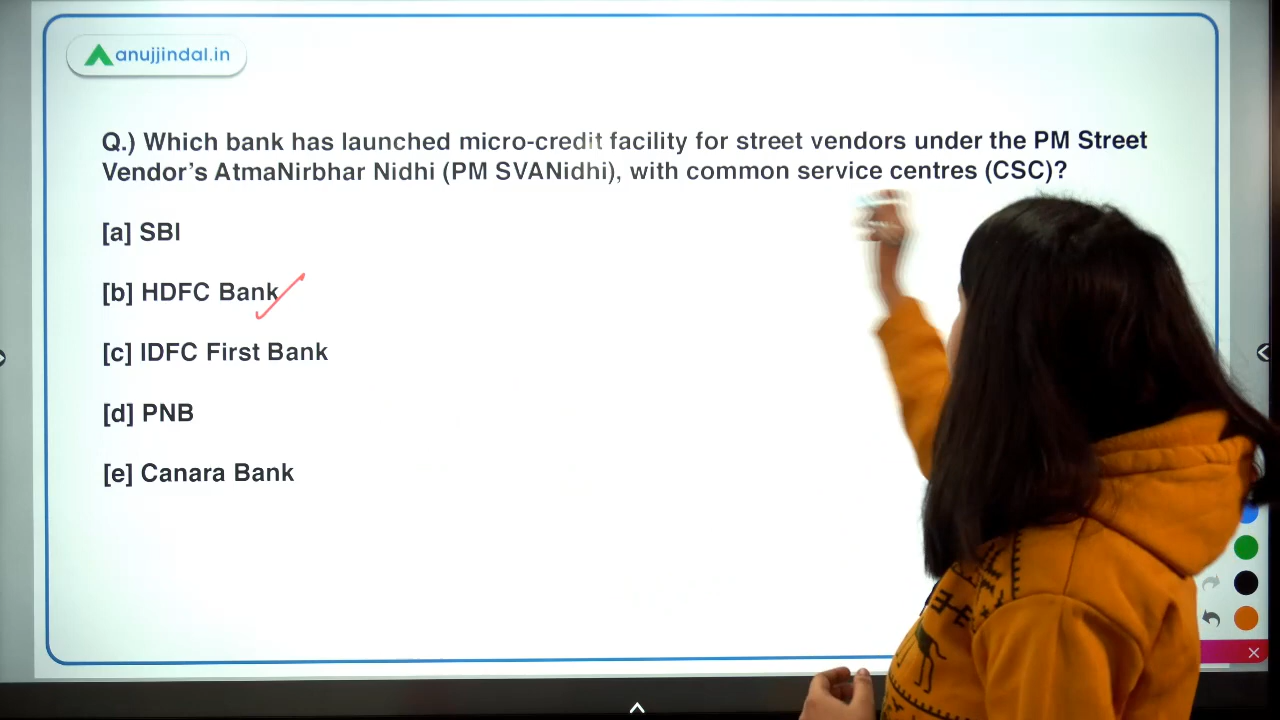 anujjindal.in
Q.) Which bank has launched micro-credit facility for street vendors under the PM Street
Vendor's AtmaNirbhar Nidhi (PM SVANidhi), with common service centres (CSC)?
[a] SBI
[b] HDFC Bank
[c] IDFC First Bank
[d] PNB
[e] Canara Bank